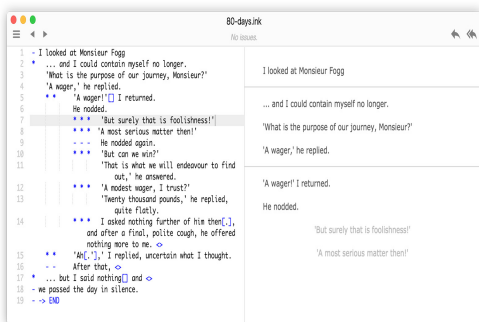 80-days.ink
No issues.
1 - I looked at Monsieur Fogg
2 * ... and I could contain myself no longer.
3 'What is the purpose of our journey, Monsieur?'
4 'A wager,' he replied.
5 * * 'A wager!'[] I returned.
6 He nodded.
7 * * * 'But surely that is foolishness!'
8 * * * 'A most serious matter then!'
9 - - - He nodded again.
10 * * * 'But can we win?'
11 'That is what we will endeavour to find
out,' he answered.
12 * * * 'A modest wager, I trust?'
13 'Twenty thousand pounds,' he replied,
quite flatly.
14 * * * I asked nothing further of him then[.],
and after a final, polite cough, he offered
nothing more to me. <>
15 * * 'Ah[.'],' I replied, uncertain what I thought.
16 - - After that, <>
17 * ... but I said nothing[] and <>
18 - we passed the day in silence.
19 - -> END
I looked at Monsieur Fogg
... and I could contain myself no longer.
'What is the purpose of our journey, Monsieur?'
'A wager,' he replied.
'A wager!' I returned.
He nodded.
'But surely that is foolishness!'
'A most serious matter then!'